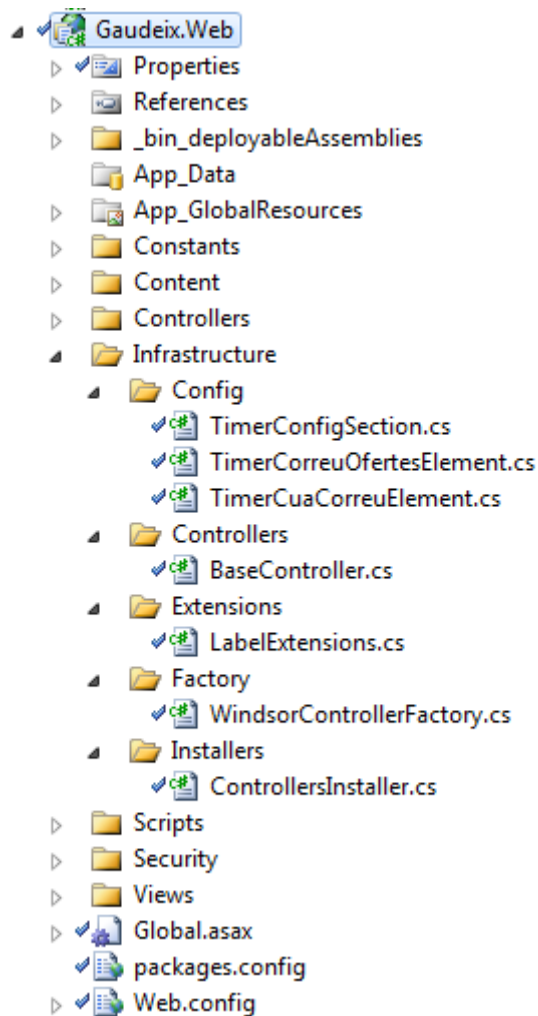 Gaudeix.Web
Properties
References
_bin_deployableAssemblies
App_Data
App_GlobalResources
Constants
Content
Controllers
Infrastructure
Config
TimerConfigSection.cs
TimerCorreuOfertesElement.cs
TimerCuaCorreuElement.cs
Controllers
BaseController.cs
Extensions
LabelExtensions.cs
Factory
WindsorControllerFactory.cs
Installers
ControllersInstaller.cs
Scripts
Security
Views
Global.asax
packages.config
Web.config